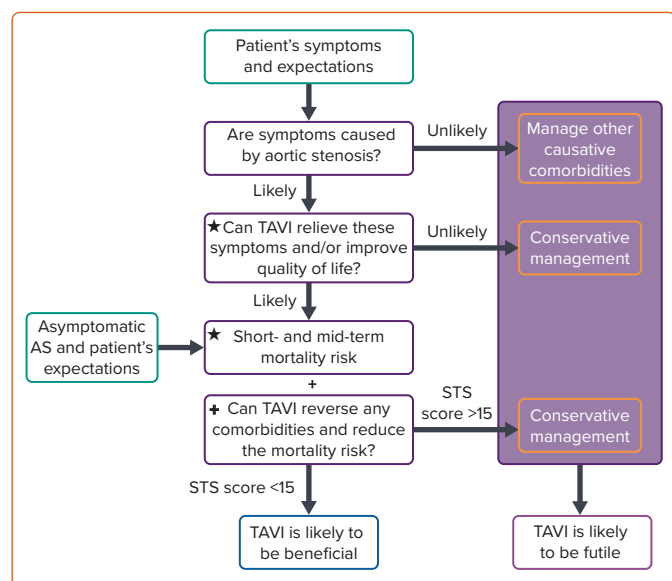 Patient's symptoms
and expectations
Are symptoms caused
by aortic stenosis?
Unlikely
Manage other
causative
comorbidities
Likely
★Can TAVI relieve these
symptoms and/or improve
quality of life?
Unlikely
Conservative
management
Likely
Asymptomatic
AS and patient's
expectations
★ Short- and mid-term
mortality risk
+
✚ Can TAVI reverse any
comorbidities and reduce
the mortality risk?
STS
score >15
Conservative
management
STS score <15
TAVI is likely to
be beneficial
TAVI is likely
to be futile